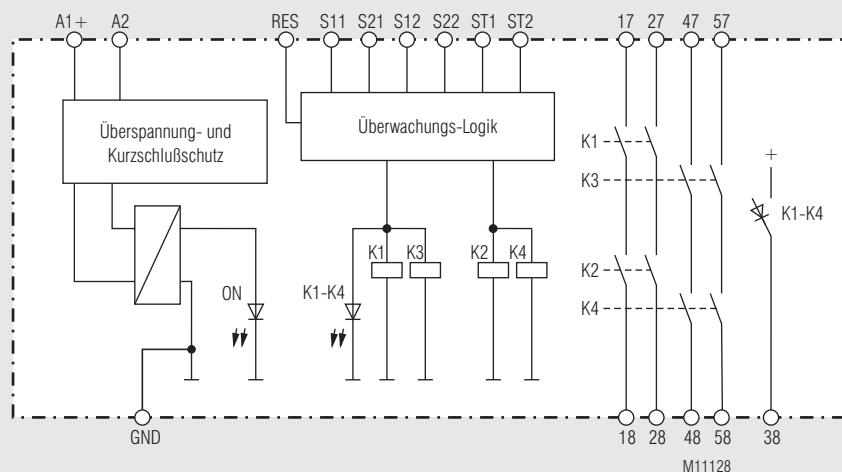 A1+ A2 RES S11 S21 S12 S22 ST1 ST2 17 27 47 57
Überspannung- und
Kurzschlußschutz
Überwachungs-Logik
K1
K3
+
K1-K4
K1 K3 K2 K4
K2
ON
K1-K4
K4
GND
18 28 48 58 38
M11128